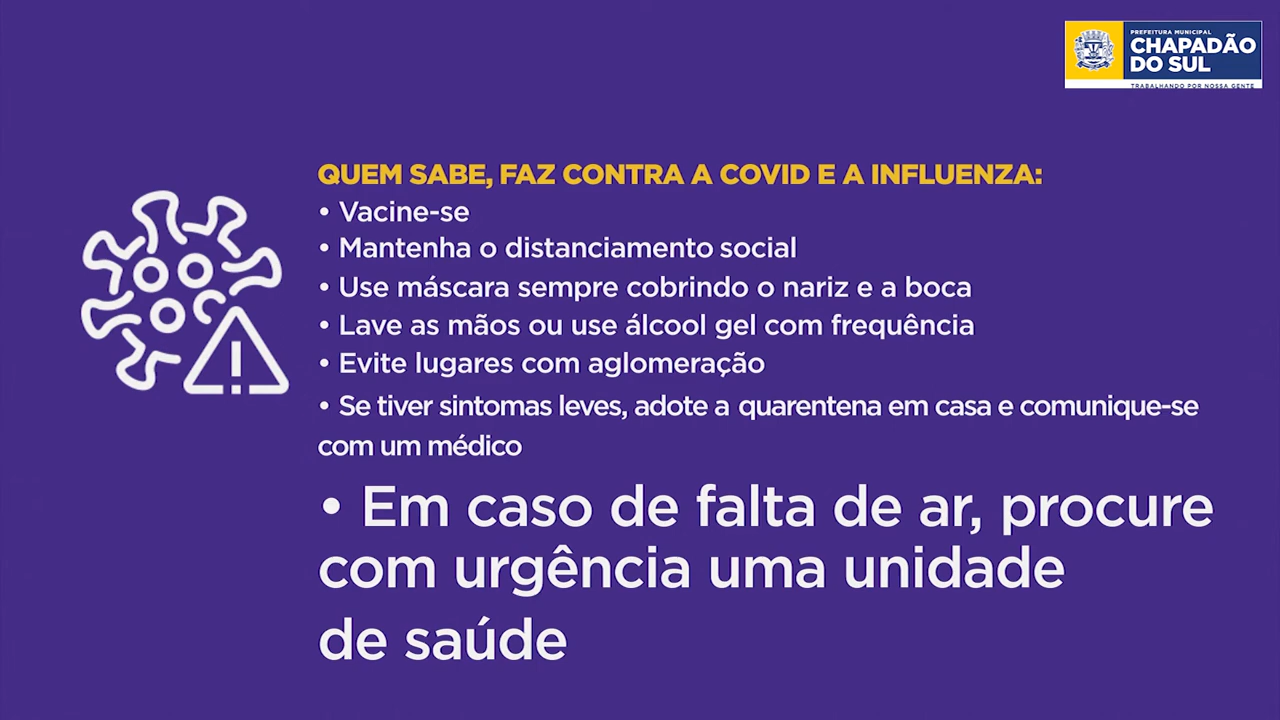 PREFEITURA MUNICIPAL
CHAPADÃO
DO SUL
TRABALHANDO POR NOSSA GENTE
QUEM SABE, FAZ CONTRA A COVID E A INFLUENZA:
• Vacine-se
• Mantenha o distanciamento social
• Use máscara sempre cobrindo o nariz e a boca
• Lave as mãos ou use álcool gel com frequência
• Evite lugares com aglomeração
• Se tiver sintomas leves, adote a quarentena em casa e comunique-se
com um médico
• Em caso de falta de ar, procure
com urgência uma unidade
de saúde